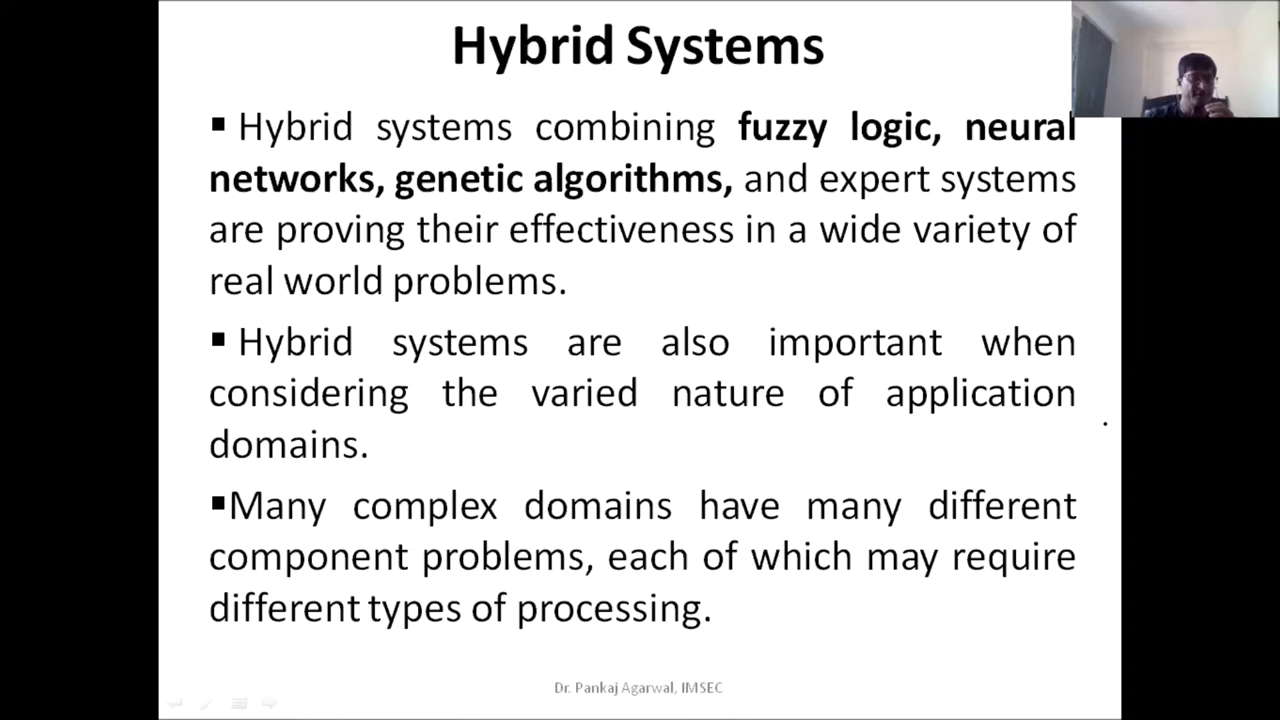 Hybrid Systems
▪ Hybrid systems combining fuzzy logic, neural
networks, genetic algorithms, and expert systems
are proving their effectiveness in a wide variety of
real world problems.
▪ Hybrid systems are also important when
considering the varied nature of application
domains.
▪Many complex domains have many different
component problems, each of which may require
different types of processing.
Dr. Pankaj Agarwal, IMSEC